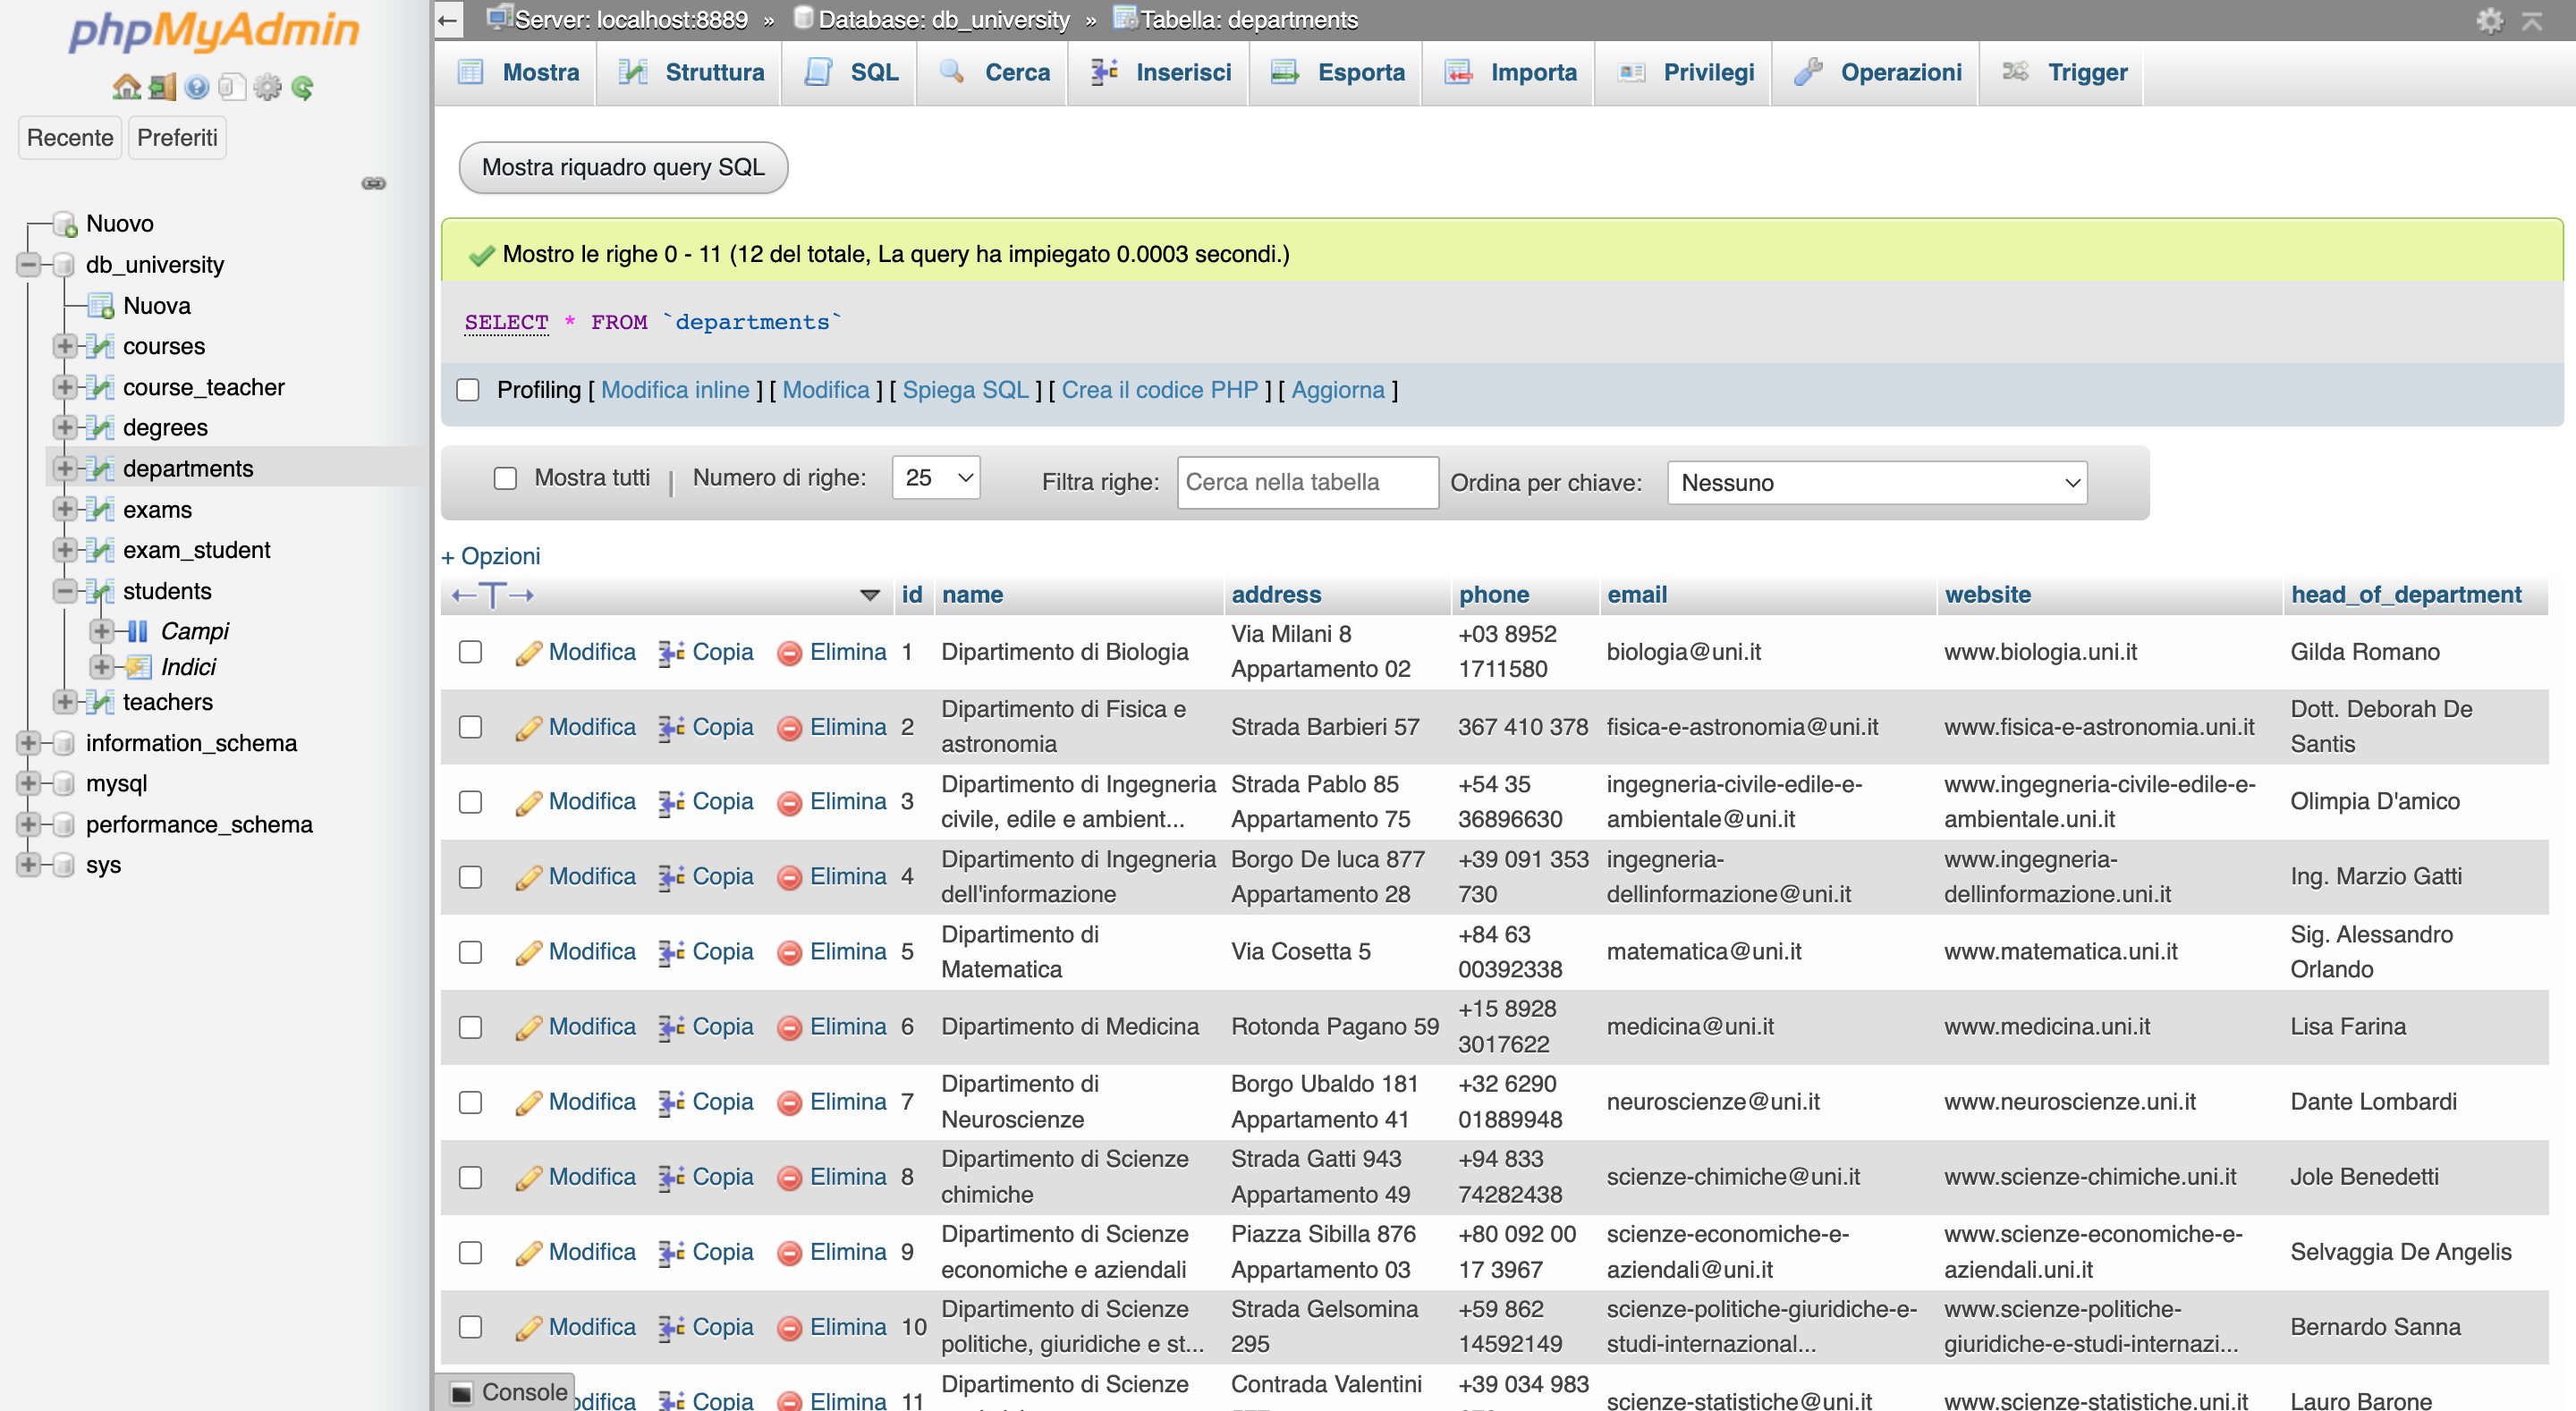 phpMyAdmin
Recente Preferiti
Nuovo
db_university
Nuova
courses
course_teacher
degrees
departments
exams
exam_student
students
Campi
Indici
teachers
information_schema
mysql
performance_schema
sys
Server: localhost:8889 » Database: db_university » Tabella: departments
Mostra Struttura SQL Cerca Inserisci Esporta Importa Privilegi Operazioni Trigger
Mostra riquadro query SQL
Mostro le righe 0 - 11 (12 del totale, La query ha impiegato 0.0003 secondi.)
SELECT * FROM `departments`
Profiling [ Modifica inline ] [ Modifica ] [ Spiega SQL ] [ Crea il codice PHP ] [ Aggiorna ]
Mostra tutti | Numero di righe: 25 Filtra righe: Cerca nella tabella Ordina per chiave: Nessuno
+ Opzioni
←T→ id name address phone email website head_of_department
Modifica Copia Elimina 1 Dipartimento di Biologia Via Milani 8 +03 8952 biologia@uni.it www.biologia.uni.it Gilda Romano
Appartamento 02 1711580
Modifica Copia Elimina 2 Dipartimento di Fisica e Strada Barbieri 57 367 410 378 fisica-e-astronomia@uni.it www.fisica-e-astronomia.uni.it Dott. Deborah De
astronomia Santis
Modifica Copia Elimina 3 Dipartimento di Ingegneria Strada Pablo 85 +54 35 ingegneria-civile-edile-e- www.ingegneria-civile-edile-e- Olimpia D'amico
civile, edile e ambient... Appartamento 75 36896630 ambientale@uni.it ambientale.uni.it
Modifica Copia Elimina 4 Dipartimento di Ingegneria Borgo De luca 877 +39 091 353 ingegneria- www.ingegneria- Ing. Marzio Gatti
dell'informazione Appartamento 28 730 dellinformazione@uni.it dellinformazione.uni.it
Modifica Copia Elimina 5 Dipartimento di Via Cosetta 5 +84 63 matematica@uni.it www.matematica.uni.it Sig. Alessandro
Matematica 00392338 Orlando
Modifica Copia Elimina 6 Dipartimento di Medicina Rotonda Pagano 59 +15 8928 medicina@uni.it www.medicina.uni.it Lisa Farina
3017622
Modifica Copia Elimina 7 Dipartimento di Borgo Ubaldo 181 +32 6290 neuroscienze@uni.it www.neuroscienze.uni.it Dante Lombardi
Neuroscienze Appartamento 41 01889948
Modifica Copia Elimina 8 Dipartimento di Scienze Strada Gatti 943 +94 833 scienze-chimiche@uni.it www.scienze-chimiche.uni.it Jole Benedetti
chimiche Appartamento 49 74282438
Modifica Copia Elimina 9 Dipartimento di Scienze Piazza Sibilla 876 +80 092 00 scienze-economiche-e- www.scienze-economiche-e- Selvaggia De Angelis
economiche e aziendali Appartamento 03 17 3967 aziendali@uni.it aziendali.uni.it
Modifica Copia Elimina 10 Dipartimento di Scienze Strada Gelsomina +59 862 scienze-politiche-giuridiche-e- www.scienze-politiche- Bernardo Sanna
politiche, giuridiche e st... 295 14592149 studi-internazional... giuridiche-e-studi-internazi...
Console odifica Copia Elimina 11 Dipartimento di Scienze Contrada Valentini +39 034 983 scienze-statistiche@uni.it www.scienze-statistiche.uni.it Lauro Barone